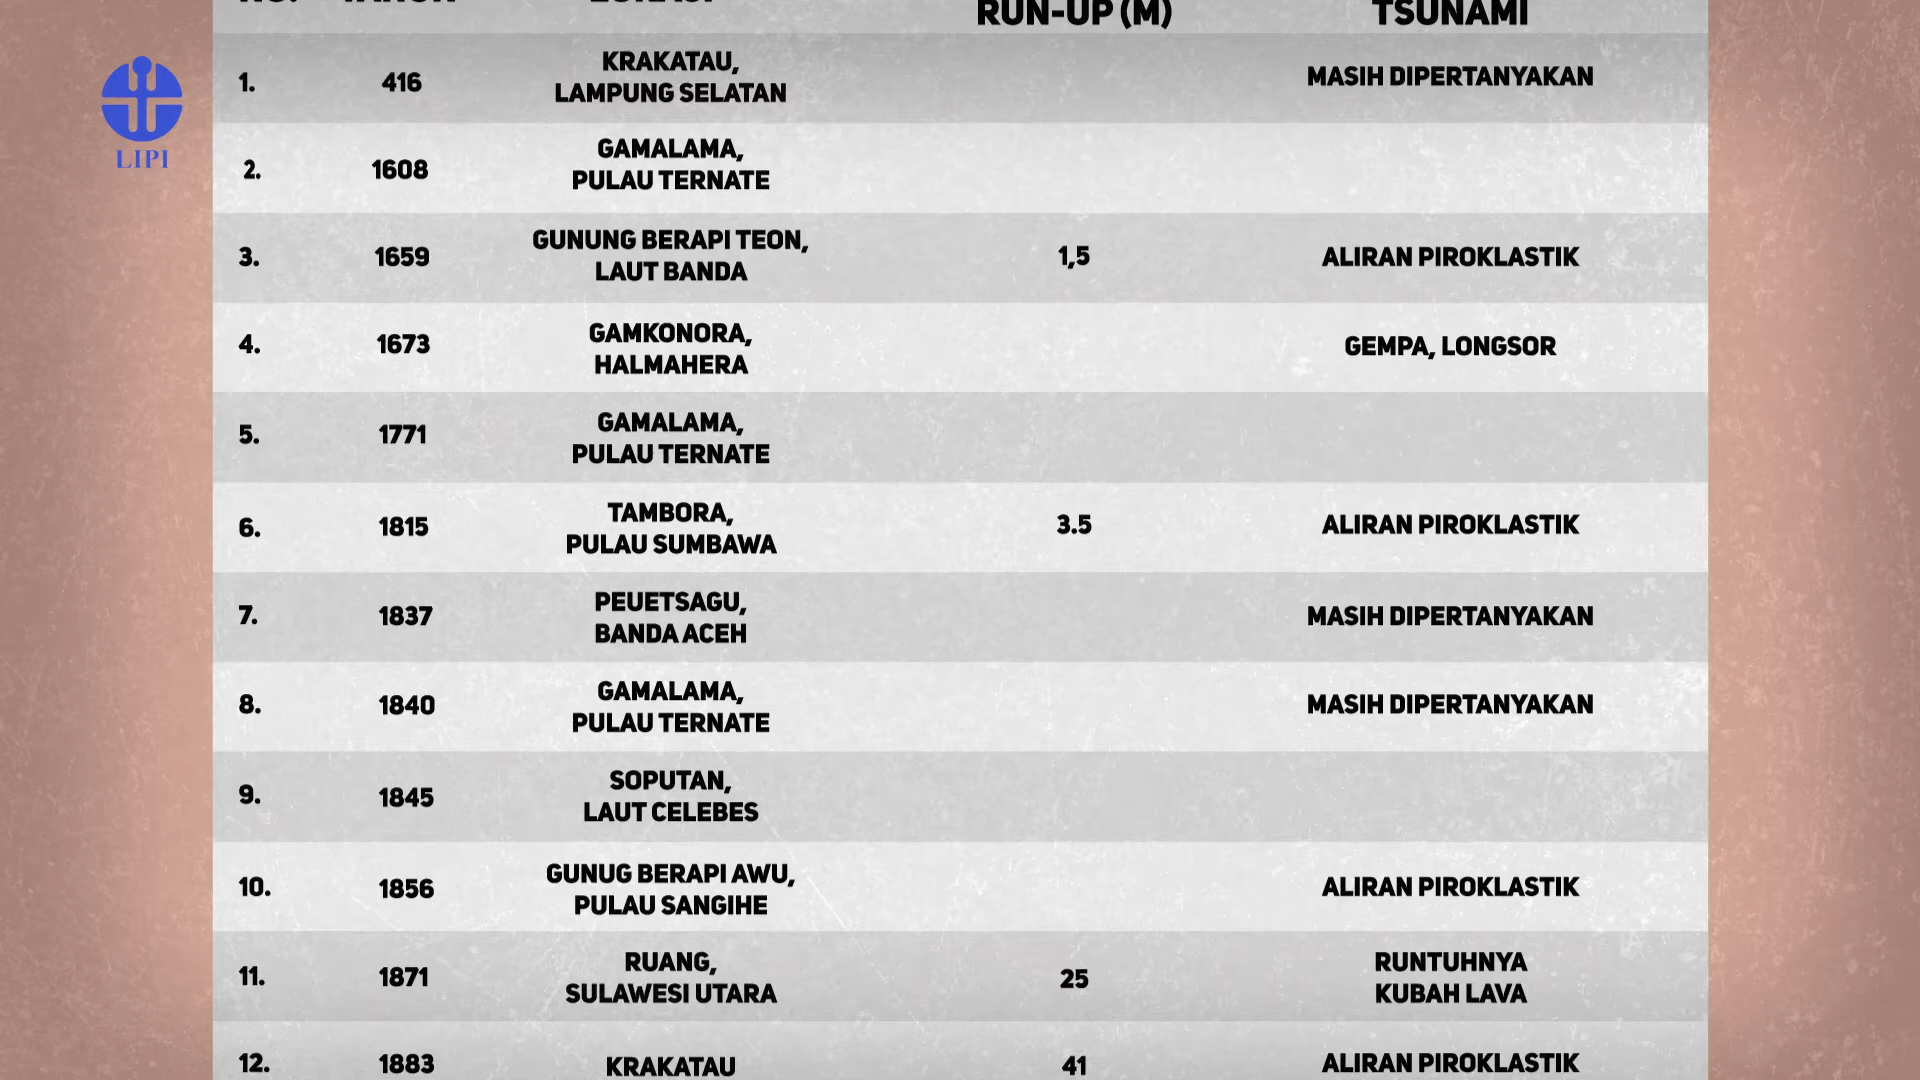 NO. TAHUN LOKASI
RUN-UP (M) TSUNAMI
LIPI
1. 416 KRAKATAU, LAMPUNG SELATAN MASIH DIPERTANYAKAN
2. 1608 GAMALAMA, PULAU TERNATE
3. 1659 GUNUNG BERAPI TEON, LAUT BANDA 1,5 ALIRAN PIROKLASTIK
4. 1673 GAMKONORA, HALMAHERA GEMPA, LONGSOR
5. 1771 GAMALAMA, PULAU TERNATE
6. 1815 TAMBORA, PULAU SUMBAWA 3.5 ALIRAN PIROKLASTIK
7. 1837 PEUETSAGU, BANDA ACEH MASIH DIPERTANYAKAN
8. 1840 GAMALAMA, PULAU TERNATE MASIH DIPERTANYAKAN
9. 1845 SOPUTAN, LAUT CELEBES
10. 1856 GUNUG BERAPI AWU, PULAU SANGIHE ALIRAN PIROKLASTIK
11. 1871 RUANG, SULAWESI UTARA 25 RUNTUHNYA KUBAH LAVA
12. 1883 KRAKATAU 41 ALIRAN PIROKLASTIK